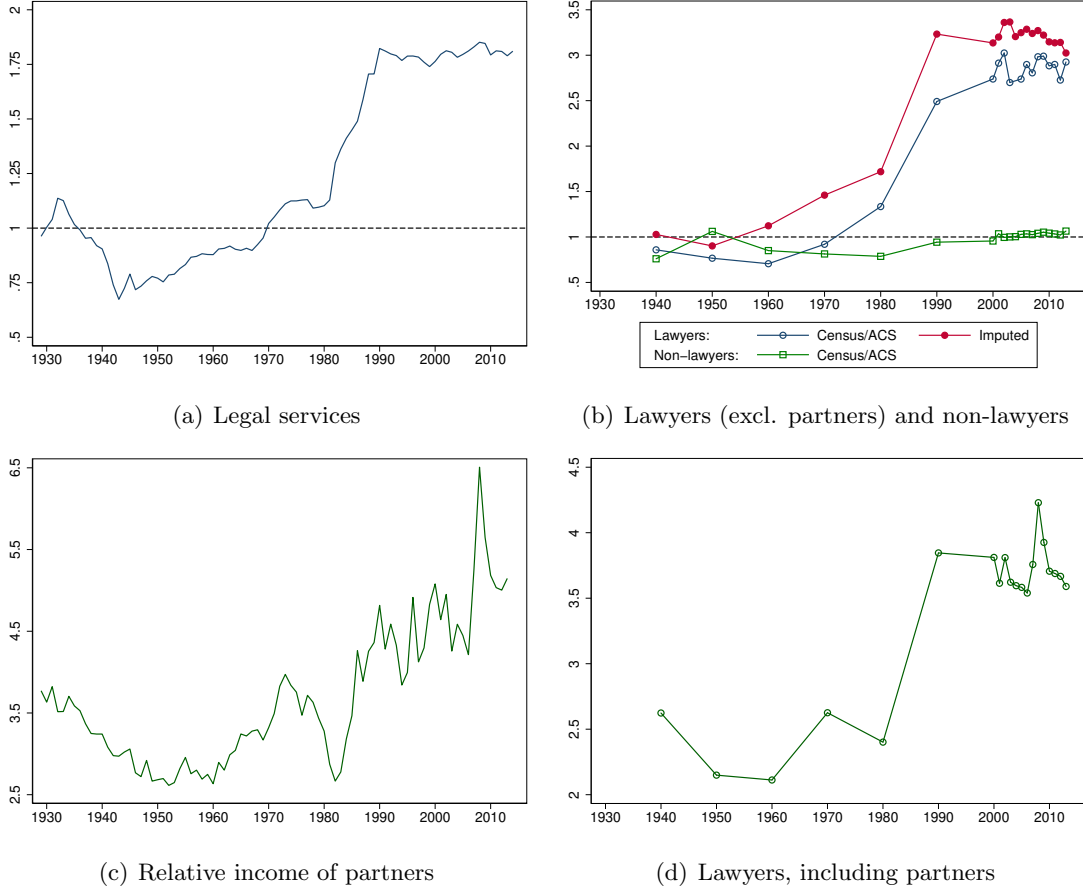 2
1.75
1.5
1.25
1
.75
.5
1930 1940 1950 1960 1970 1980 1990 2000 2010
(a) Legal services
3.5
3
2.5
2
1.5
1
.5
1930 1940 1950 1960 1970 1980 1990 2000 2010
Lawyers: Census/ACS Imputed
Non-lawyers: Census/ACS
(b) Lawyers (excl. partners) and non-lawyers
6.5
5.5
4.5
3.5
2.5
1930 1940 1950 1960 1970 1980 1990 2000 2010
(c) Relative income of partners
4.5
4
3.5
3
2.5
2
1930 1940 1950 1960 1970 1980 1990 2000 2010
(d) Lawyers, including partners